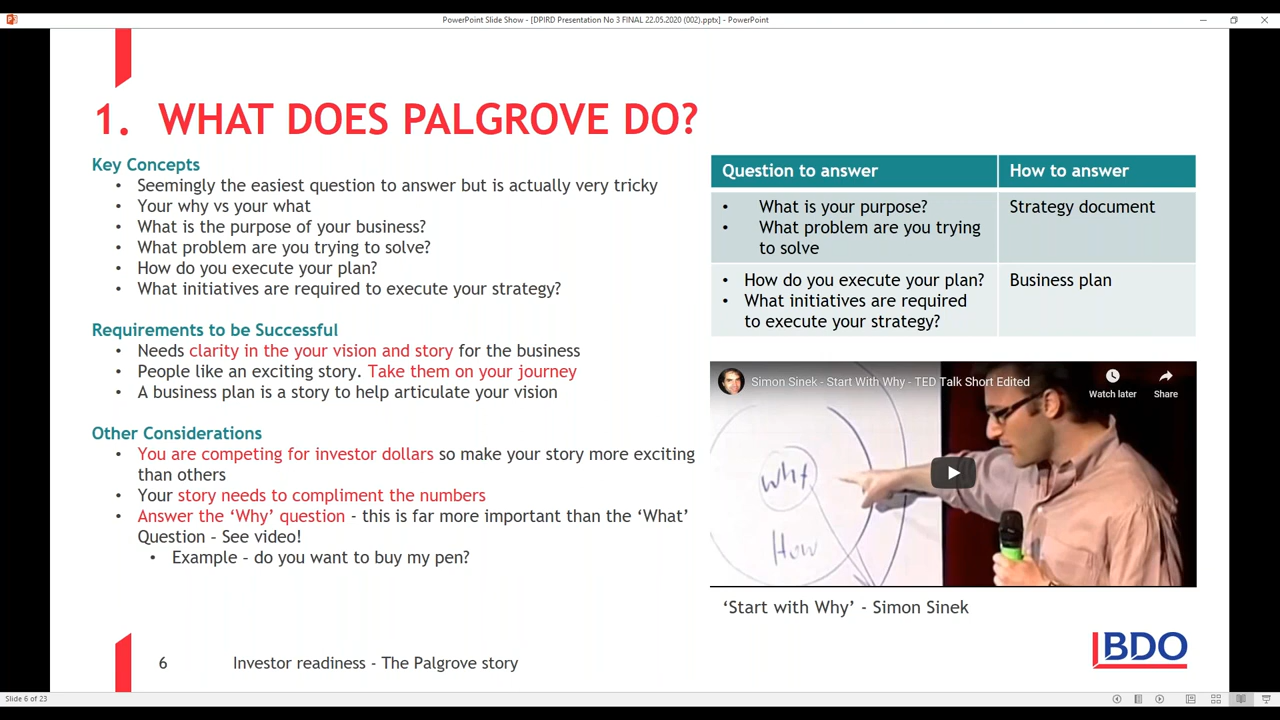 PowerPoint Slide Show - [DPIRD Presentation No 3 FINAL 22.05.2020 (002).pptx] - PowerPoint
1. WHAT DOES PALGROVE DO?
Key Concepts
• Seemingly the easiest question to answer but is actually very tricky
• Your why vs your what
• What is the purpose of your business?
• What problem are you trying to solve?
• How do you execute your plan?
• What initiatives are required to execute your strategy?
Requirements to be Successful
• Needs clarity in the your vision and story for the business
• People like an exciting story. Take them on your journey
• A business plan is a story to help articulate your vision
Other Considerations
• You are competing for investor dollars so make your story more exciting
than others
• Your story needs to compliment the numbers
• Answer the ‘Why’ question - this is far more important than the ‘What’
Question – See video!
• Example – do you want to buy my pen?
Question to answer
How to answer
• What is your purpose?
• What problem are you trying
to solve
Strategy document
• How do you execute your plan?
• What initiatives are required
to execute your strategy?
Business plan
Simon Sinek - Start With Why - TED Talk Short Edited
Watch later
Share
why
How
‘Start with Why’ - Simon Sinek
6
Investor readiness - The Palgrove story
BDO
Slide 6 of 23